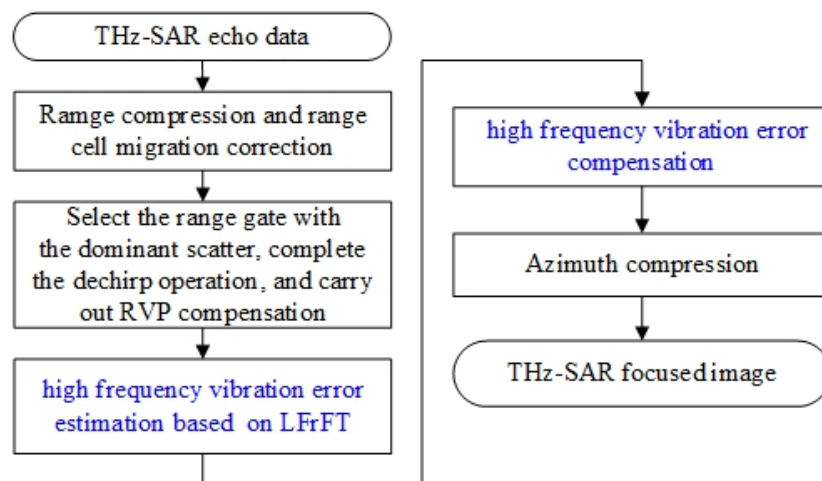 THz-SAR echo data
Ramge compression and range
cell migration correction
Select the range gate with
the dominant scatter, complete
the dechirp operation, and carry
out RVP compensation
high frequency vibration error
estimation based on LFrFT
high frequency vibration error
compensation
Azimuth compression
THz-SAR focused image